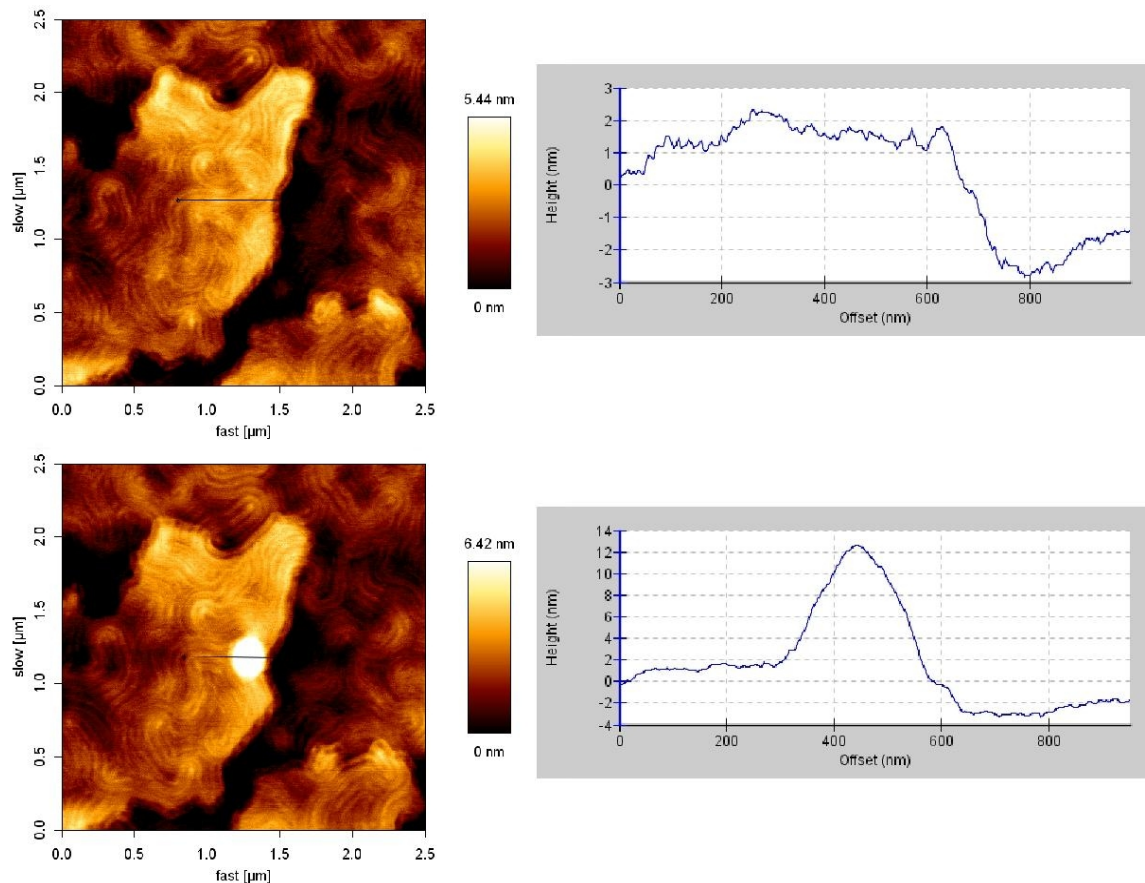 2.5
2.0
1.5
1.0
0.5
0.0
slow [µm]
0.0 0.5 1.0 1.5 2.0 2.5
fast [µm]
5.44 nm
0 nm
3
2
1
0
-1
-2
-3
Height (nm)
0 200 400 600 800
Offset (nm)
2.5
2.0
1.5
1.0
0.5
0.0
slow [µm]
0.0 0.5 1.0 1.5 2.0 2.5
fast [µm]
6.42 nm
0 nm
14
12
10
8
6
4
2
0
-2
-4
Height (nm)
0 200 400 600 800
Offset (nm)